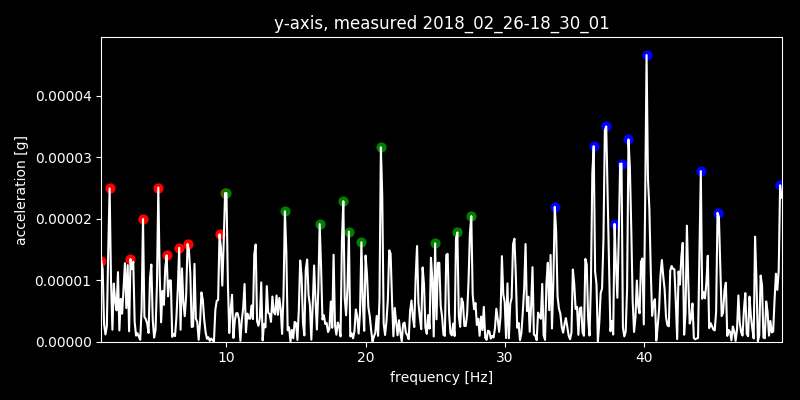 y-axis, measured 2018_02_26-18_30_01
acceleration [g]
0.00004
0.00003
0.00002
0.00001
0.00000
10 20 30 40
frequency [Hz]